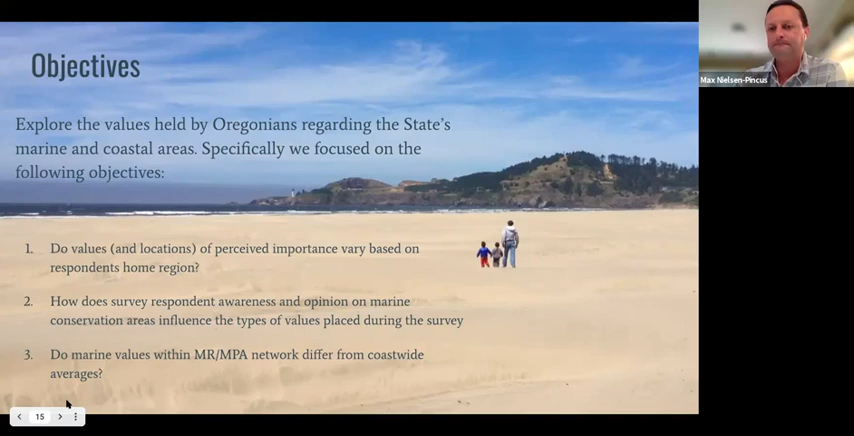 Objectives
Explore the values held by Oregonians regarding the State's
marine and coastal areas. Specifically we focused on the
following objectives:
1. Do values (and locations) of perceived importance vary based on
respondents home region?
2. How does survey respondent awareness and opinion on marine
conservation areas influence the types of values placed during the survey
3. Do marine values within MR/MPA network differ from coastwide
averages?
15
Max Nielsen-Pincus